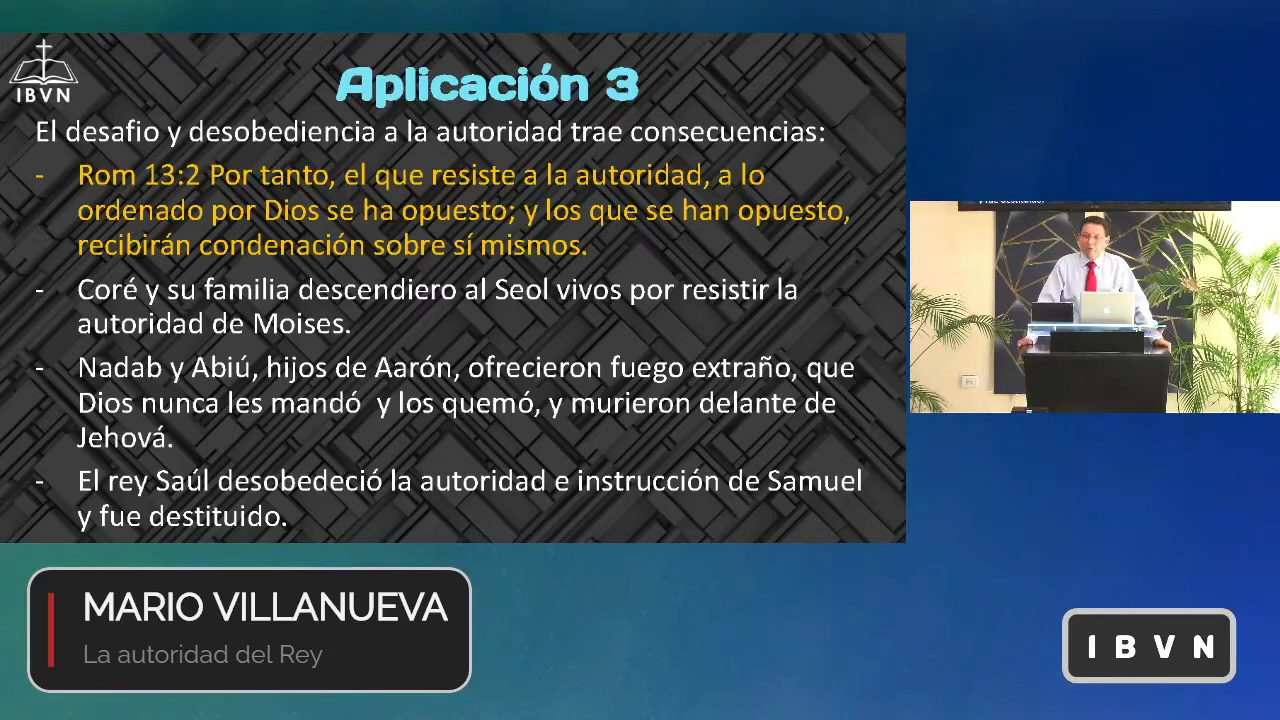 IBVN
Aplicación 3
El desafio y desobediencia a la autoridad trae consecuencias:
- Rom 13:2 Por tanto, el que resiste a la autoridad, a lo
ordenado por Dios se ha opuesto; y los que se han opuesto,
recibirán condenación sobre sí mismos.
- Coré y su familia descendiero al Seol vivos por resistir la
autoridad de Moises.
- Nadab y Abiú, hijos de Aarón, ofrecieron fuego extraño, que
Dios nunca les mandó y los quemó, y murieron delante de
Jehová.
- El rey Saúl desobedeció la autoridad e instrucción de Samuel
y fue destituido.
MARIO VILLANUEVA
La autoridad del Rey
IBVN